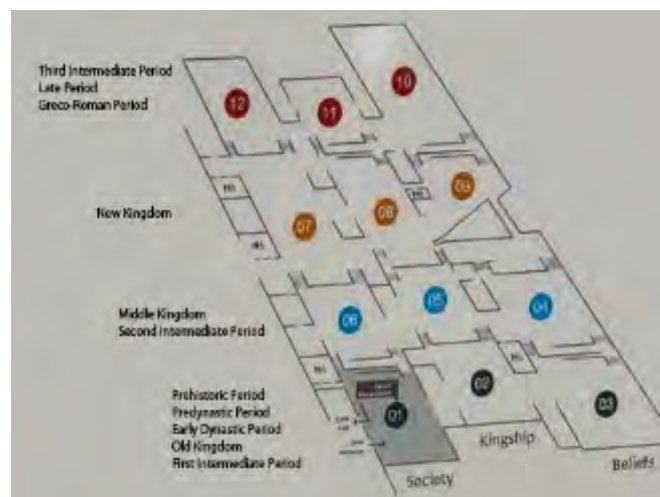 Third Intermediate Period
Late Period
Greco-Roman Period
12
11
10
New Kingdom
07
08
09
Middle Kingdom
Second Intermediate Period
06
05
04
Prehistoric Period
Predynastic Period
Early Dynastic Period
Old Kingdom
First Intermediate Period
01
02
03
Society
Kingship
Beliefs